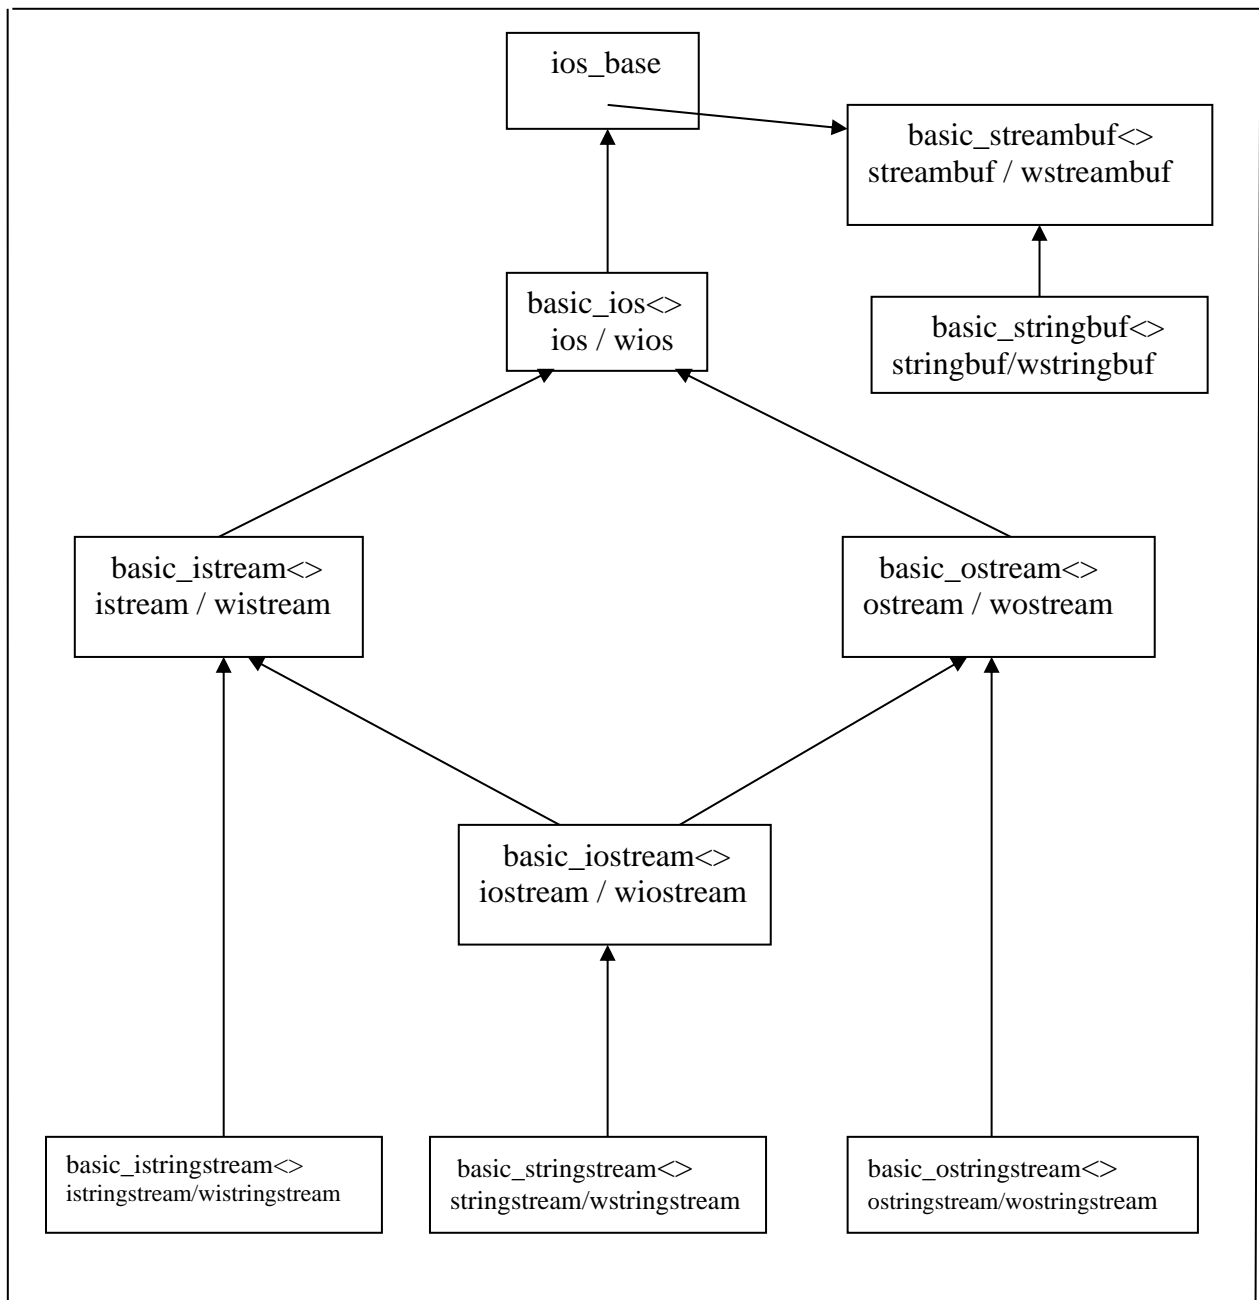 ios_base
basic_streambuf<>
streambuf / wstreambuf
basic_ios<>
ios / wios
basic_stringbuf<>
stringbuf/wstringbuf
basic_istream<>
istream / wistream
basic_ostream<>
ostream / wostream
basic_iostream<>
iostream / wiostream
basic_istringstream<>
istringstream/wistringstream
basic_stringstream<>
stringstream/wstringstream
basic_ostringstream<>
ostringstream/wostringstream